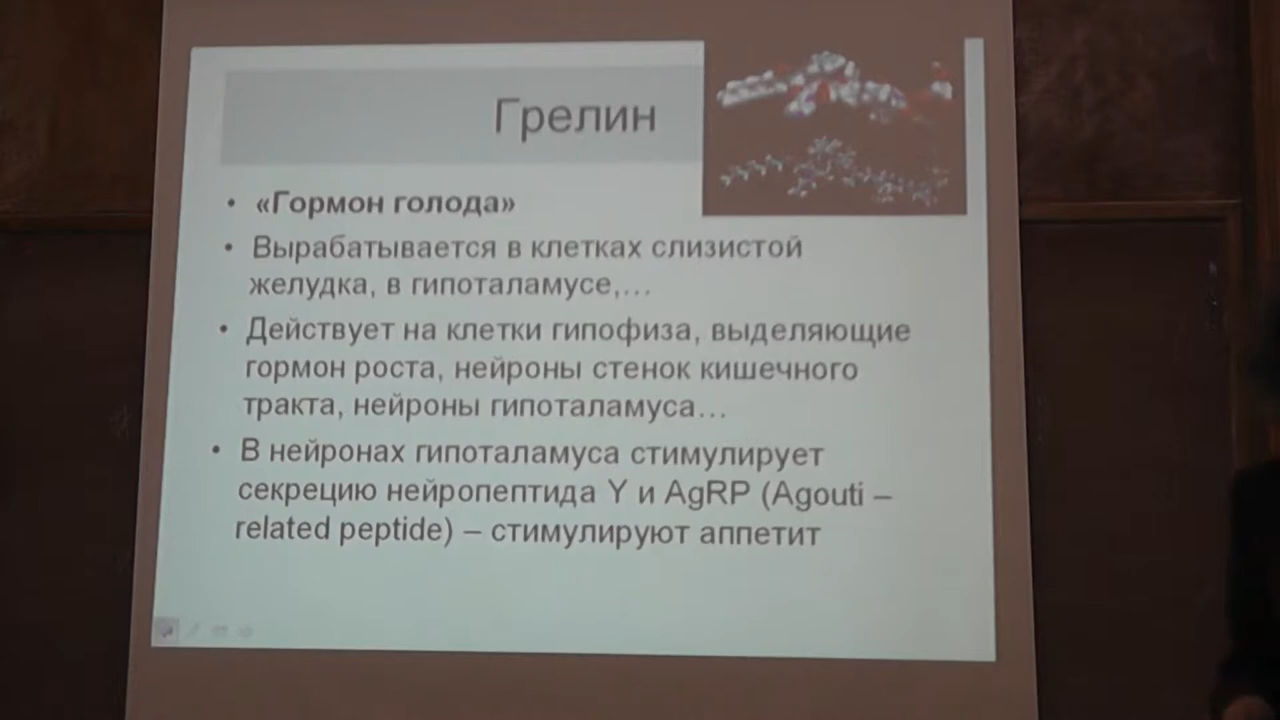 Грелин
• «Гормон голода»
• Вырабатывается в клетках слизистой
желудка, в гипоталамусе,…
• Действует на клетки гипофиза, выделяющие
гормон роста, нейроны стенок кишечного
тракта, нейроны гипоталамуса…
• В нейронах гипоталамуса стимулирует
секрецию нейропептида Y и AgRP (Agouti –
related peptide) – стимулируют аппетит